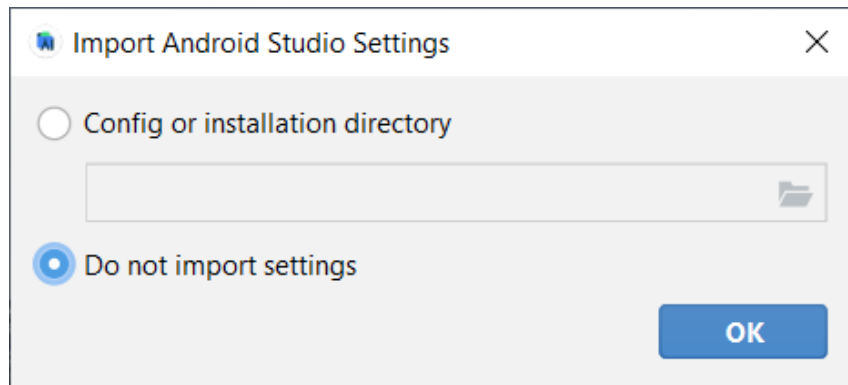 Import Android Studio Settings
Config or installation directory
Do not import settings
OK